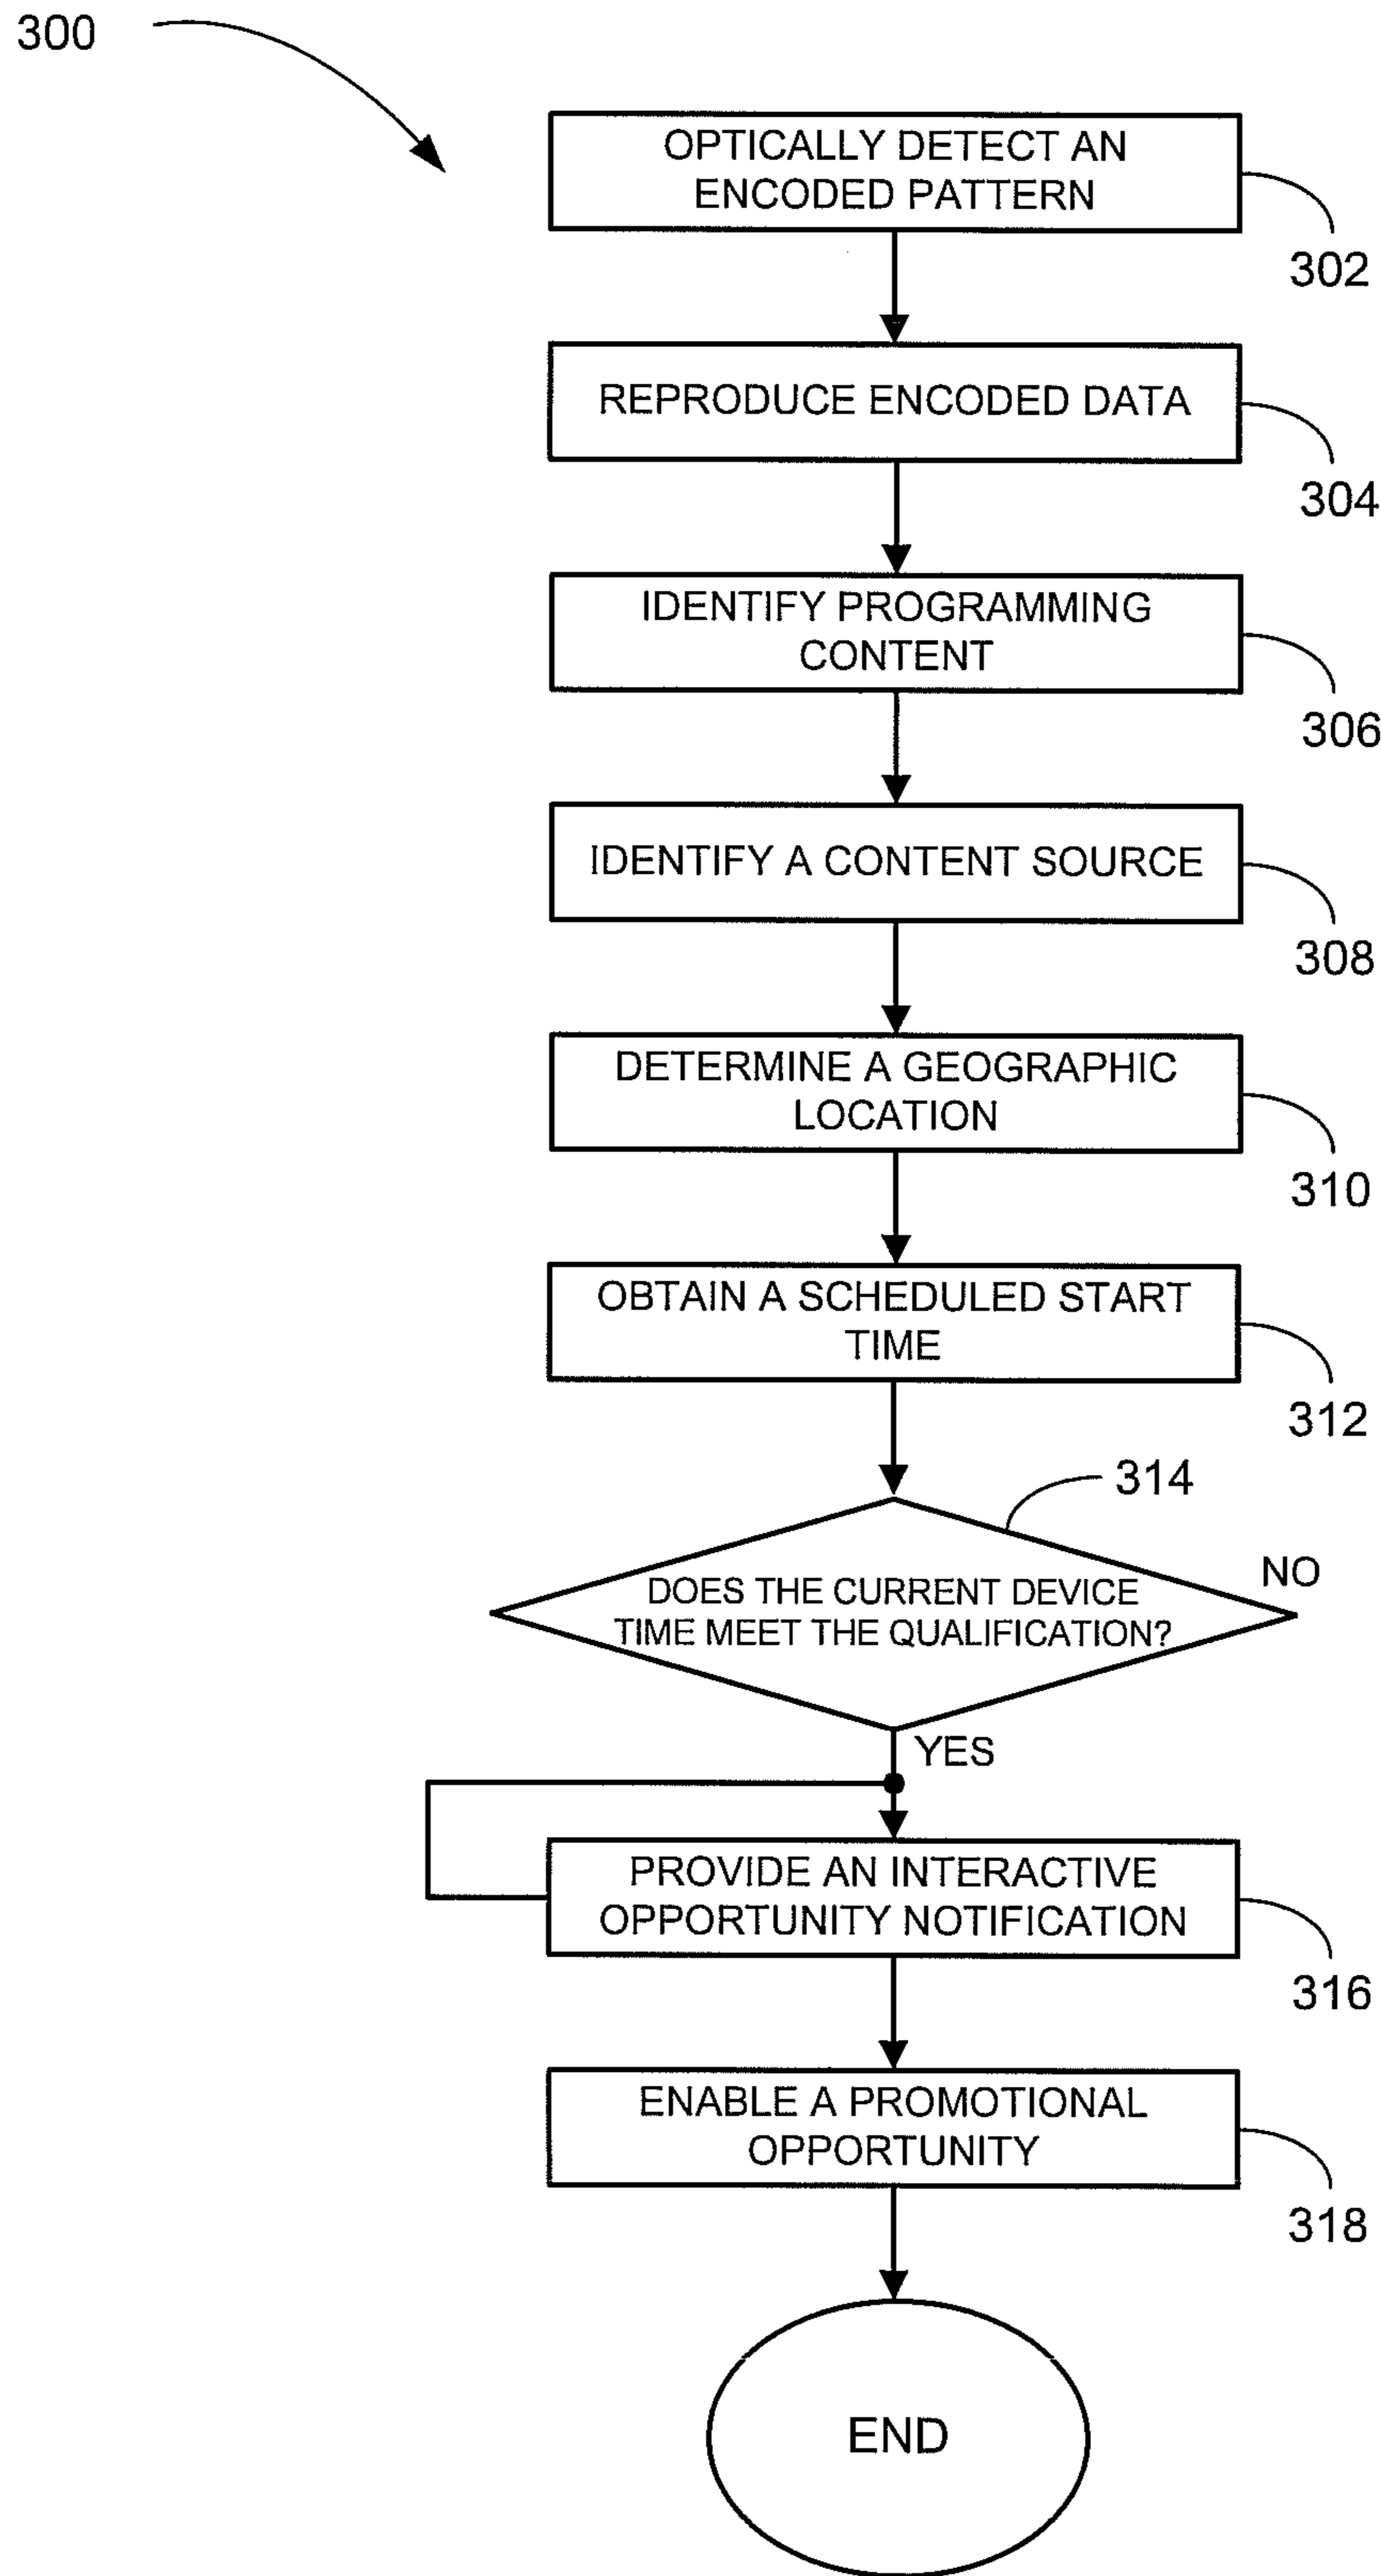 300
OPTICALLY DETECT AN
ENCODED PATTERN
302
REPRODUCE ENCODED DATA
304
IDENTIFY PROGRAMMING
CONTENT
306
IDENTIFY A CONTENT SOURCE
308
DETERMINE A GEOGRAPHIC
LOCATION
310
OBTAIN A SCHEDULED START
TIME
312
314
DOES THE CURRENT DEVICE
TIME MEET THE QUALIFICATION?
NO
YES
PROVIDE AN INTERACTIVE
OPPORTUNITY NOTIFICATION
316
ENABLE A PROMOTIONAL
OPPORTUNITY
318
END